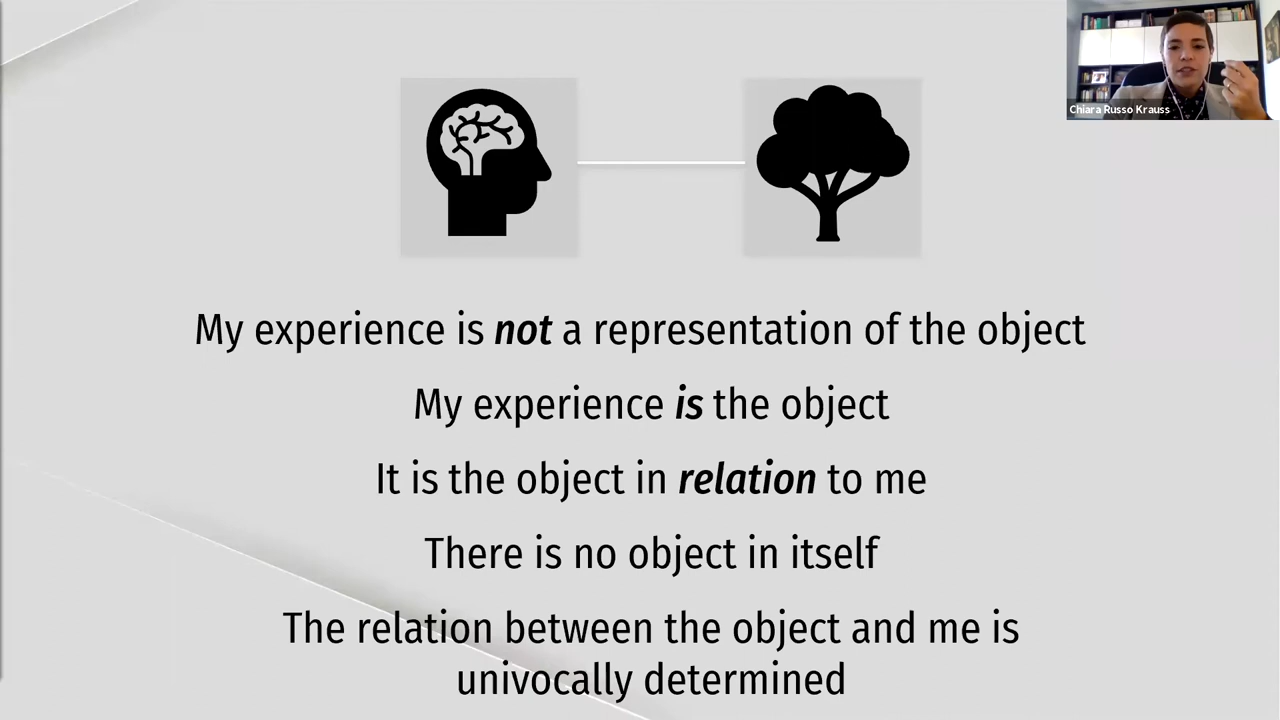 Chiara Russo Krauss
My experience is not a representation of the object
My experience is the object
It is the object in relation to me
There is no object in itself
The relation between the object and me is
univocally determined